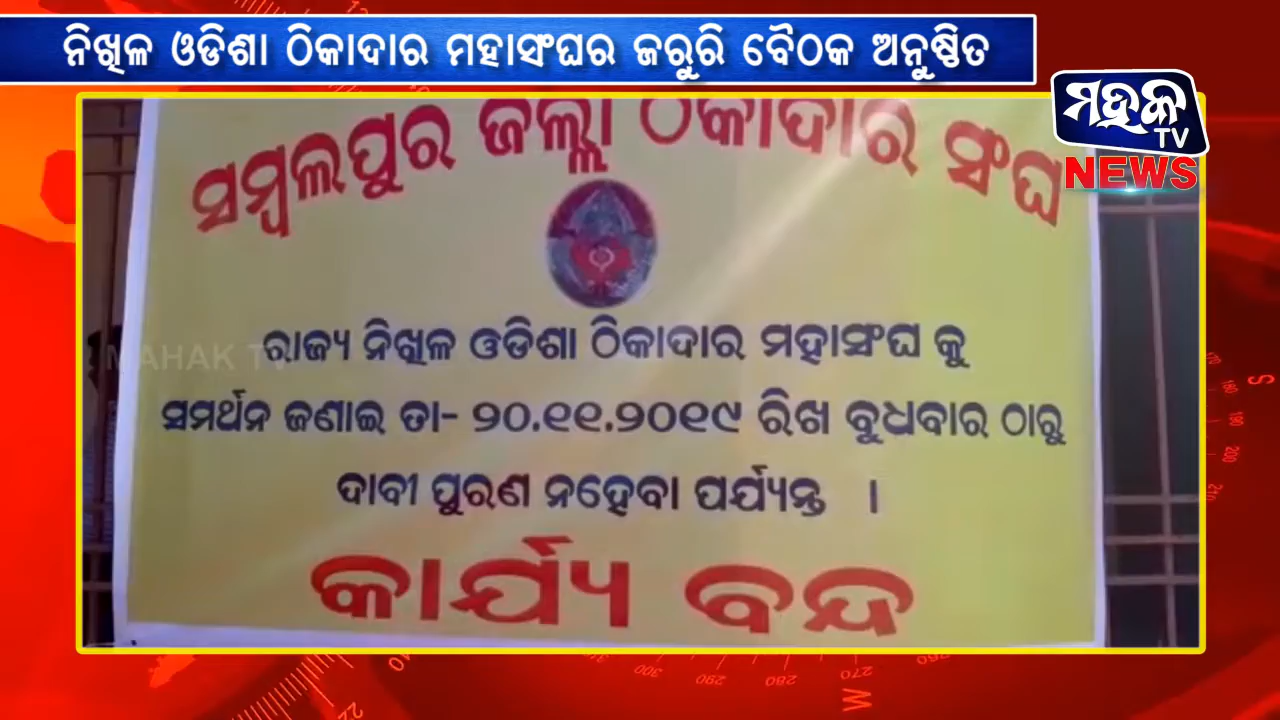 ନିଖିଳ ଓଡିଶା ଠିକାଦାର ମହାସଂଘର ଜରୁରି ବୈଠକ ଅନୁଷ୍ଠିତ
ମହକ
TV
NEWS
ସମ୍ବଲପୁର ଜିଲ୍ଲା ଠିକାଦାର ସଂଘ
ରାଜ୍ୟ ନିଖିଳ ଓଡିଶା ଠିକାଦାର ମହାସଂଘ କୁ
MAHAK TV
ସମର୍ଥନ ଜଣାଇ ତା- ୨୦.୧୧.୨୦୧୯ ରିଖ ବୁଧବାର ଠାରୁ
ଦାବୀ ପୁରଣ ନହେବା ପର୍ଯ୍ୟନ୍ତ ।
କାର୍ଯ୍ୟ ବନ୍ଦ